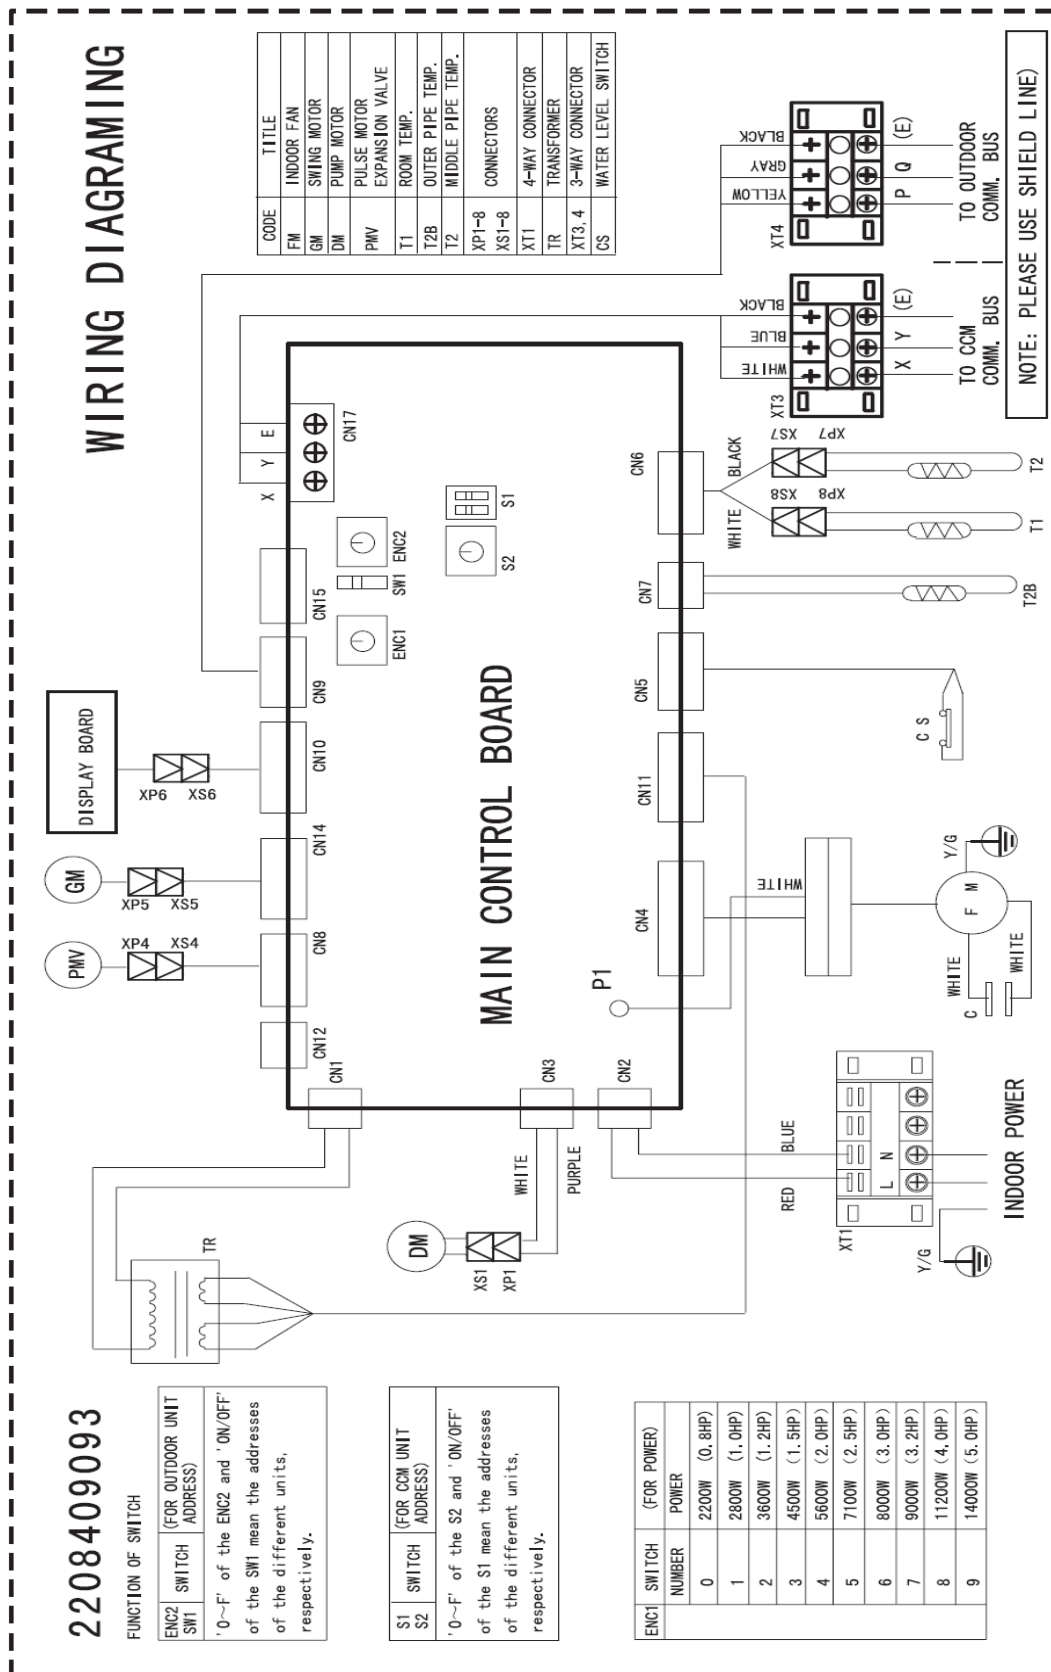 WIRING DIAGRAMING
CODE TITLE
FM INDOOR FAN
GM SWING MOTOR
DM PUMP MOTOR
PMV PULSE MOTOR
EXPANSION VALVE
T1 ROOM TEMP.
T2B OUTER PIPE TEMP.
T2 MIDDLE PIPE TEMP.
XP1-8
XS1-8 CONNECTORS
XT1 4-WAY CONNECTOR
TR TRANSFORMER
XT3,4 3-WAY CONNECTOR
CS WATER LEVEL SWITCH
DISPLAY BOARD
XP6 XS6
GM
XP5 XS5
PMV
XP4 XS4
X Y E
CN17
CN15
CN9
CN10
CN14
CN8
CN12
CN1
ENC1
SW1
ENC2
S2
S1
MAIN CONTROL BOARD
P1
CN3
CN2
CN4
CN11
CN5
CN7
CN6
XT4
YELLOW
GRAY
BLACK
P Q (E)
TO OUTDOOR
COMM. BUS
XT3
WHITE
BLUE
BLACK
X Y (E)
TO CCM
COMM. BUS
NOTE: PLEASE USE SHIELD LINE)
WHITE
BLACK
XS8 XP8
XS7 XP7
T1
T2
T2B
C S
WHITE
F M
Y/G
WHITE
WHITE
C
TR
DM
XS1
XP1
WHITE
PURPLE
RED
BLUE
XT1
L N
Y/G
INDOOR POWER
2208409093
FUNCTION OF SWITCH
ENC2
SW1 SWITCH (FOR OUTDOOR UNIT
ADDRESS)
'0~F' of the ENC2 and 'ON/OFF'
of the SW1 mean the addresses
of the different units,
respectively.
S1
S2 SWITCH (FOR CCM UNIT
ADDRESS)
'0~F' of the S2 and 'ON/OFF'
of the S1 mean the addresses
of the different units,
respectively.
ENC1 SWITCH (FOR POWER)
NUMBER POWER
0 2200W (0.8HP)
1 2800W (1.0HP)
2 3600W (1.2HP)
3 4500W (1.5HP)
4 5600W (2.0HP)
5 7100W (2.5HP)
6 8000W (3.0HP)
7 9000W (3.2HP)
8 11200W (4.0HP)
9 14000W (5.0HP)